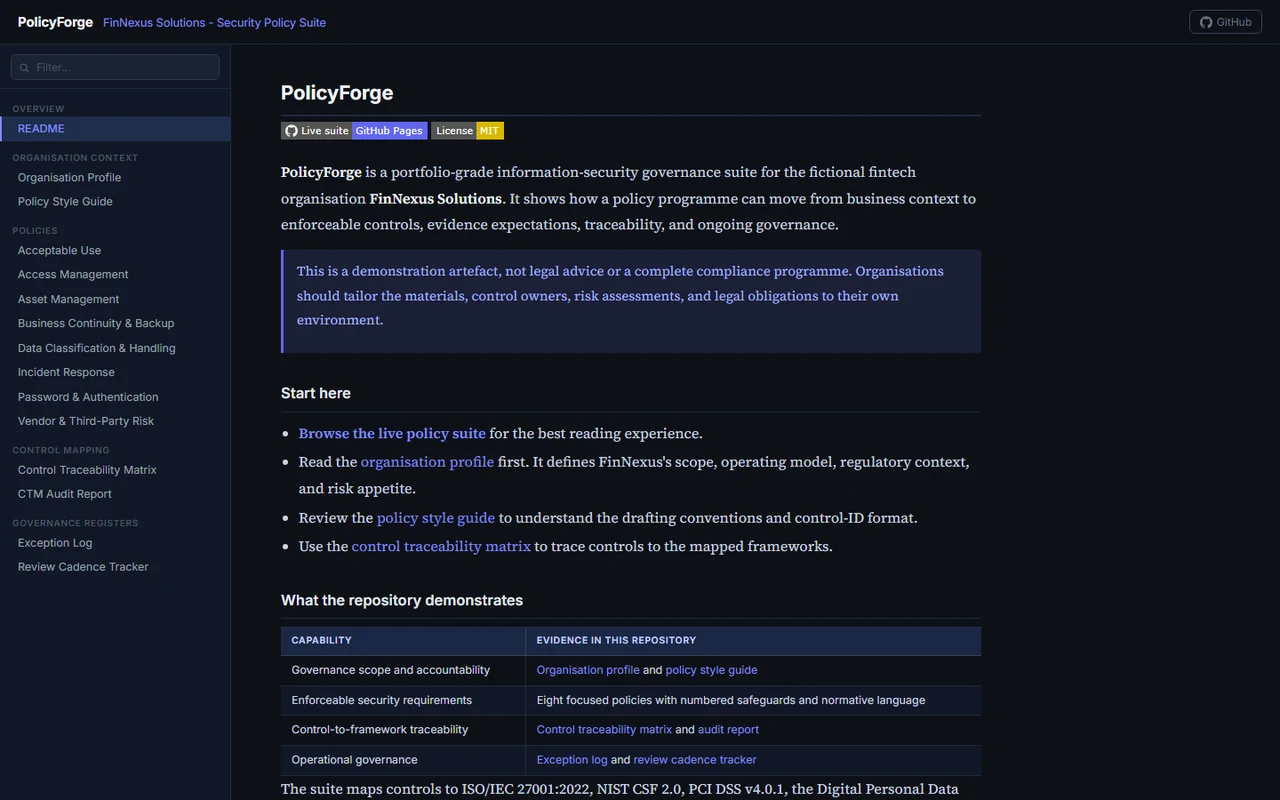 PolicyForge FinNexus Solutions - Security Policy Suite
GitHub
Filter...
OVERVIEW
README
ORGANISATION CONTEXT
Organisation Profile
Policy Style Guide
POLICIES
Acceptable Use
Access Management
Asset Management
Business Continuity & Backup
Data Classification & Handling
Incident Response
Password & Authentication
Vendor & Third-Party Risk
CONTROL MAPPING
Control Traceability Matrix
CTM Audit Report
GOVERNANCE REGISTERS
Exception Log
Review Cadence Tracker
PolicyForge
Live suite GitHub Pages License MIT
PolicyForge is a portfolio-grade information-security governance suite for the fictional fintech
organisation FinNexus Solutions. It shows how a policy programme can move from business context to
enforceable controls, evidence expectations, traceability, and ongoing governance.
This is a demonstration artefact, not legal advice or a complete compliance programme. Organisations
should tailor the materials, control owners, risk assessments, and legal obligations to their own
environment.
Start here
Browse the live policy suite for the best reading experience.
Read the organisation profile first. It defines FinNexus's scope, operating model, regulatory context,
and risk appetite.
Review the policy style guide to understand the drafting conventions and control-ID format.
Use the control traceability matrix to trace controls to the mapped frameworks.
What the repository demonstrates
CAPABILITY EVIDENCE IN THIS REPOSITORY
Governance scope and accountability Organisation profile and policy style guide
Enforceable security requirements Eight focused policies with numbered safeguards and normative language
Control-to-framework traceability Control traceability matrix and audit report
Operational governance Exception log and review cadence tracker
The suite maps controls to ISO/IEC 27001:2022, NIST CSF 2.0, PCI DSS v4.0.1, the Digital Personal Data